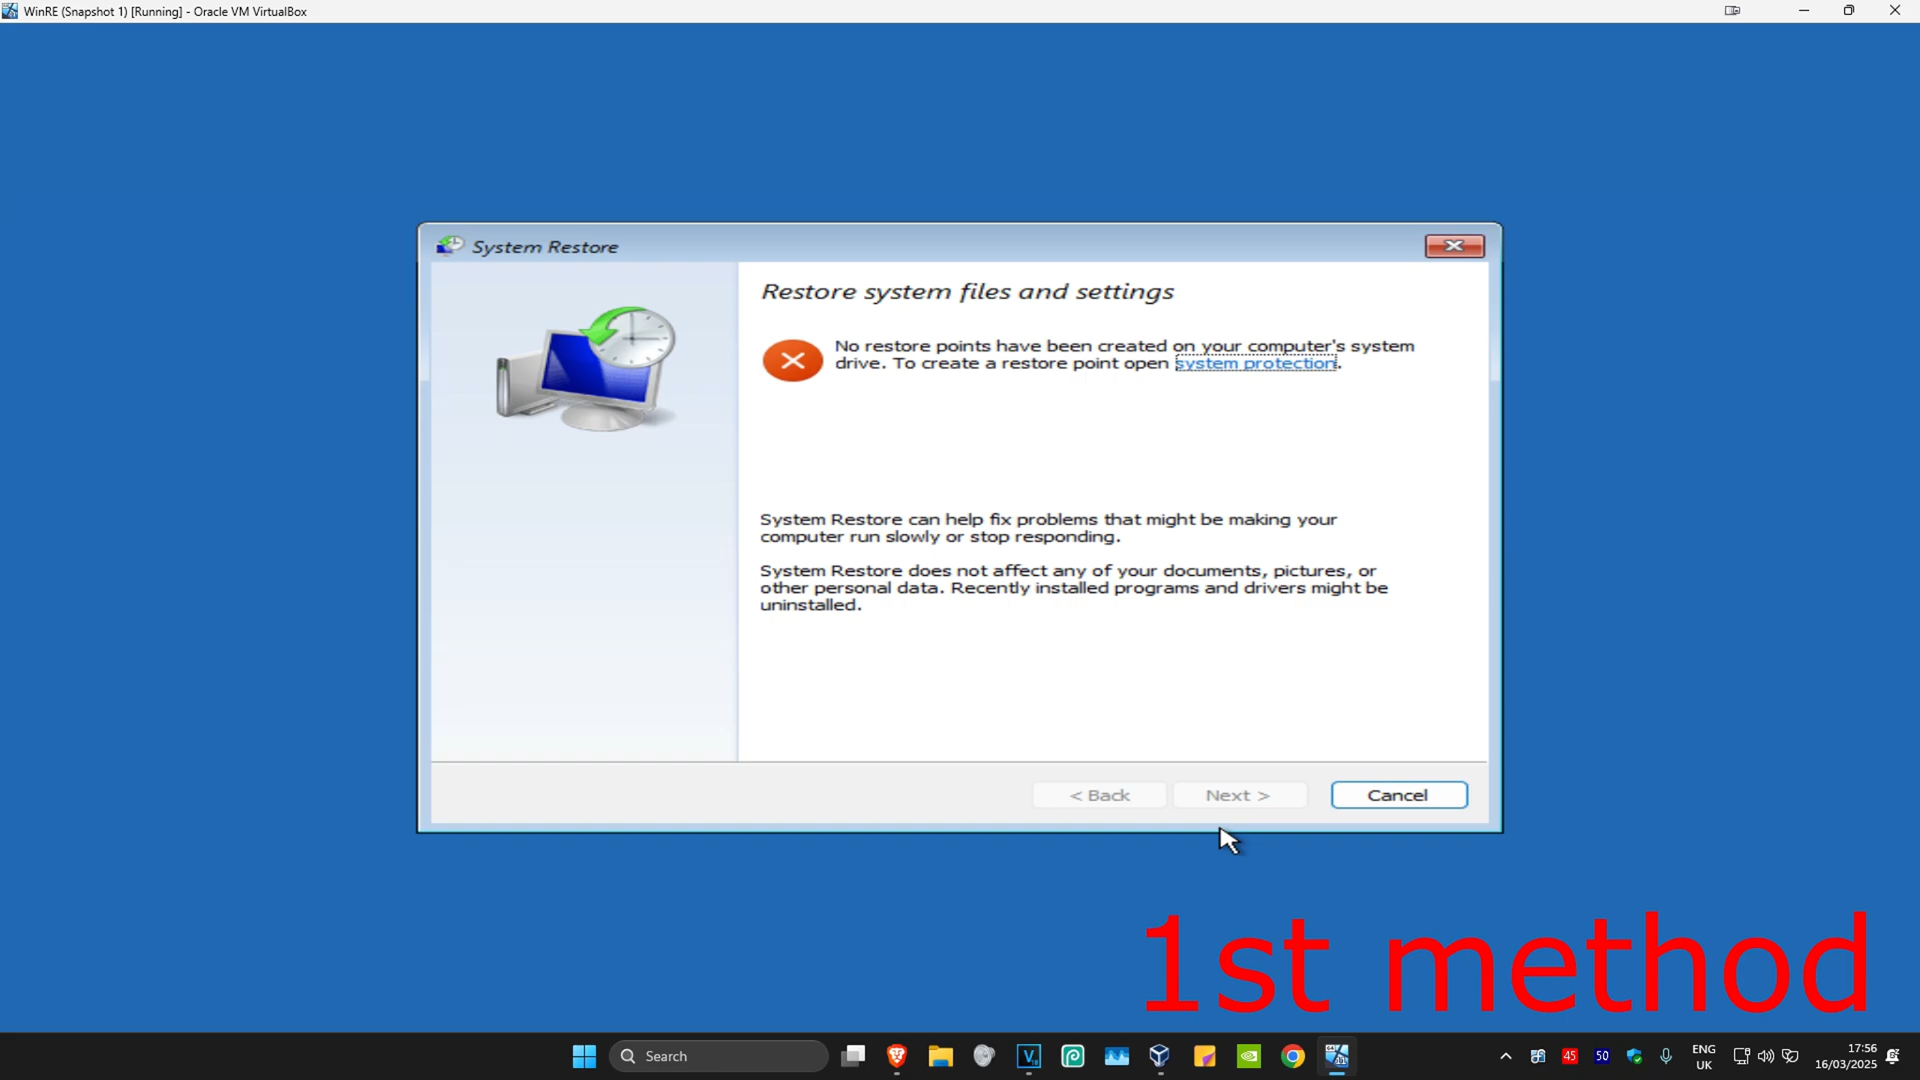 WinRE (Snapshot 1) [Running] - Oracle VM VirtualBox
System Restore
Restore system files and settings
No restore points have been created on your computer's system
drive. To create a restore point open system protection.
System Restore can help fix problems that might be making your
computer run slowly or stop responding.
System Restore does not affect any of your documents, pictures, or
other personal data. Recently installed programs and drivers might be
uninstalled.
< Back
Next >
Cancel
1st method
Search
45
50
ENG
UK
17:56
16/03/2025